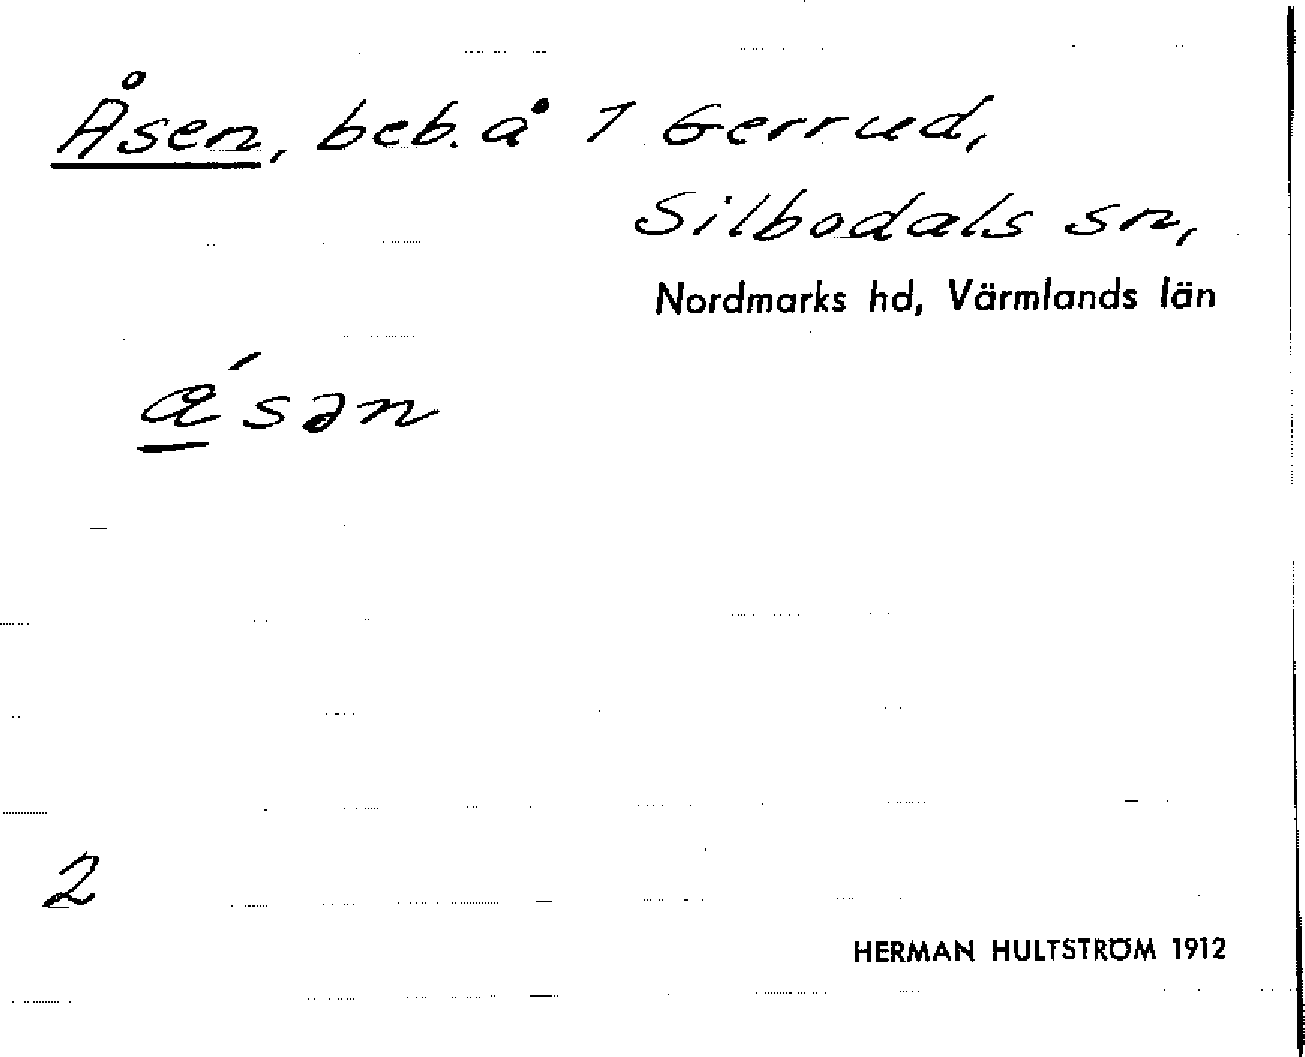 Åsen, beb. å 1 Gerrud,
Silbodals sn,
Nordmarks hd, Värmlands län
a̲´sən
2
HERMAN HULTSTRÖM 1912